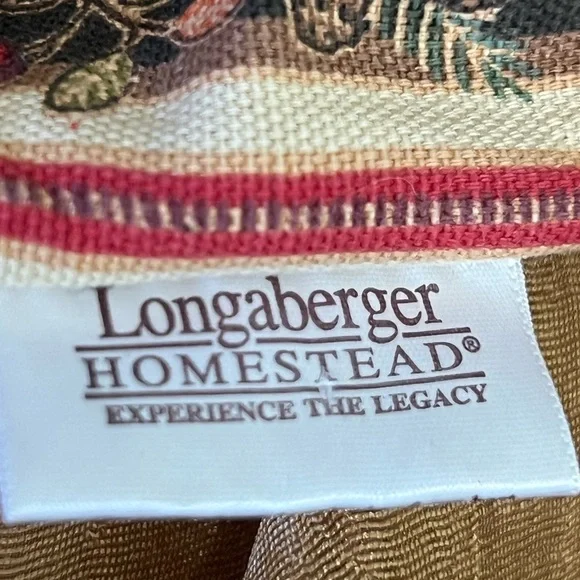 Longaberger
HOMESTEAD®
EXPERIENCE THE LEGACY